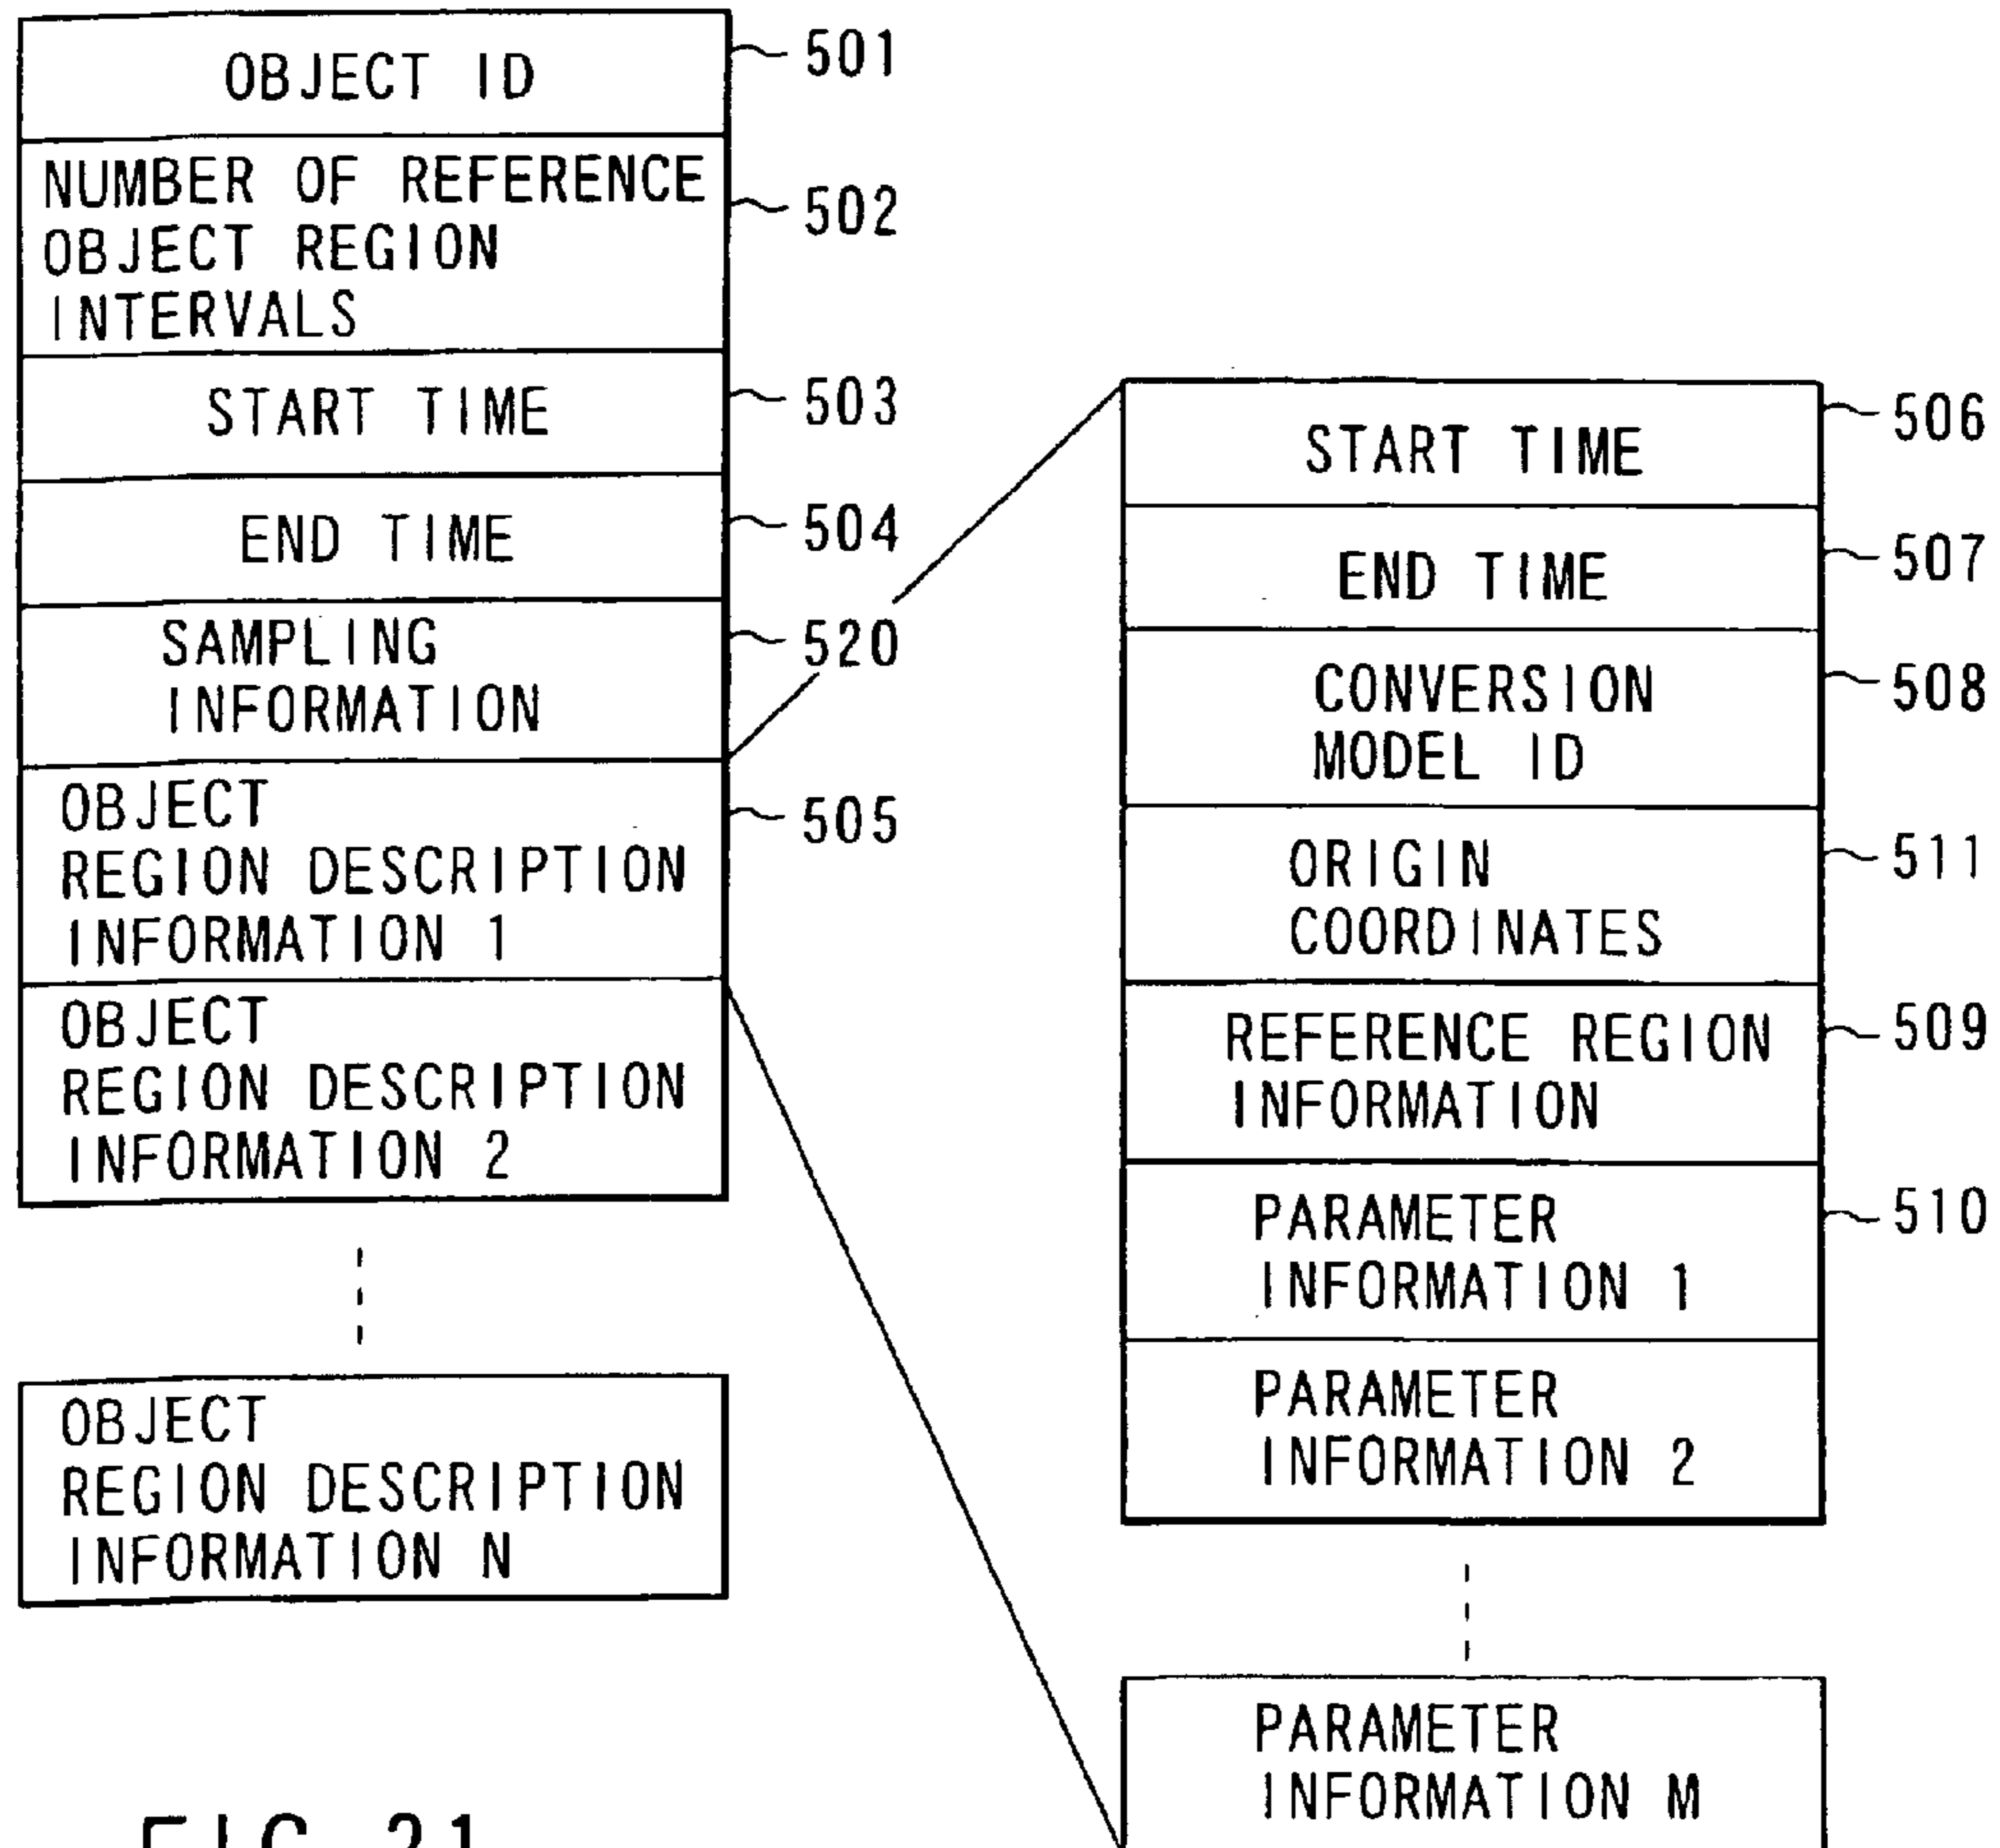 OBJECT ID
501
NUMBER OF REFERENCE
OBJECT REGION
INTERVALS
502
START TIME
503
END TIME
504
SAMPLING
INFORMATION
520
OBJECT
REGION DESCRIPTION
INFORMATION 1
505
OBJECT
REGION DESCRIPTION
INFORMATION 2
OBJECT
REGION DESCRIPTION
INFORMATION N
START TIME
506
END TIME
507
CONVERSION
MODEL ID
508
ORIGIN
COORDINATES
511
REFERENCE REGION
INFORMATION
509
PARAMETER
INFORMATION 1
510
PARAMETER
INFORMATION 2
PARAMETER
INFORMATION M
FIG. 21